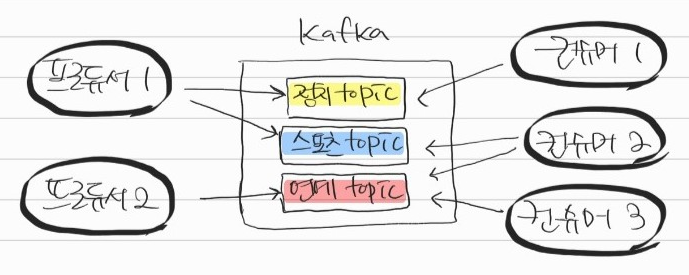 Kafka
프로듀서 1
정치 topic
컨슈머 1
스포츠 topic
컨슈머 2
프로듀서 2
연예 topic
컨슈머 3